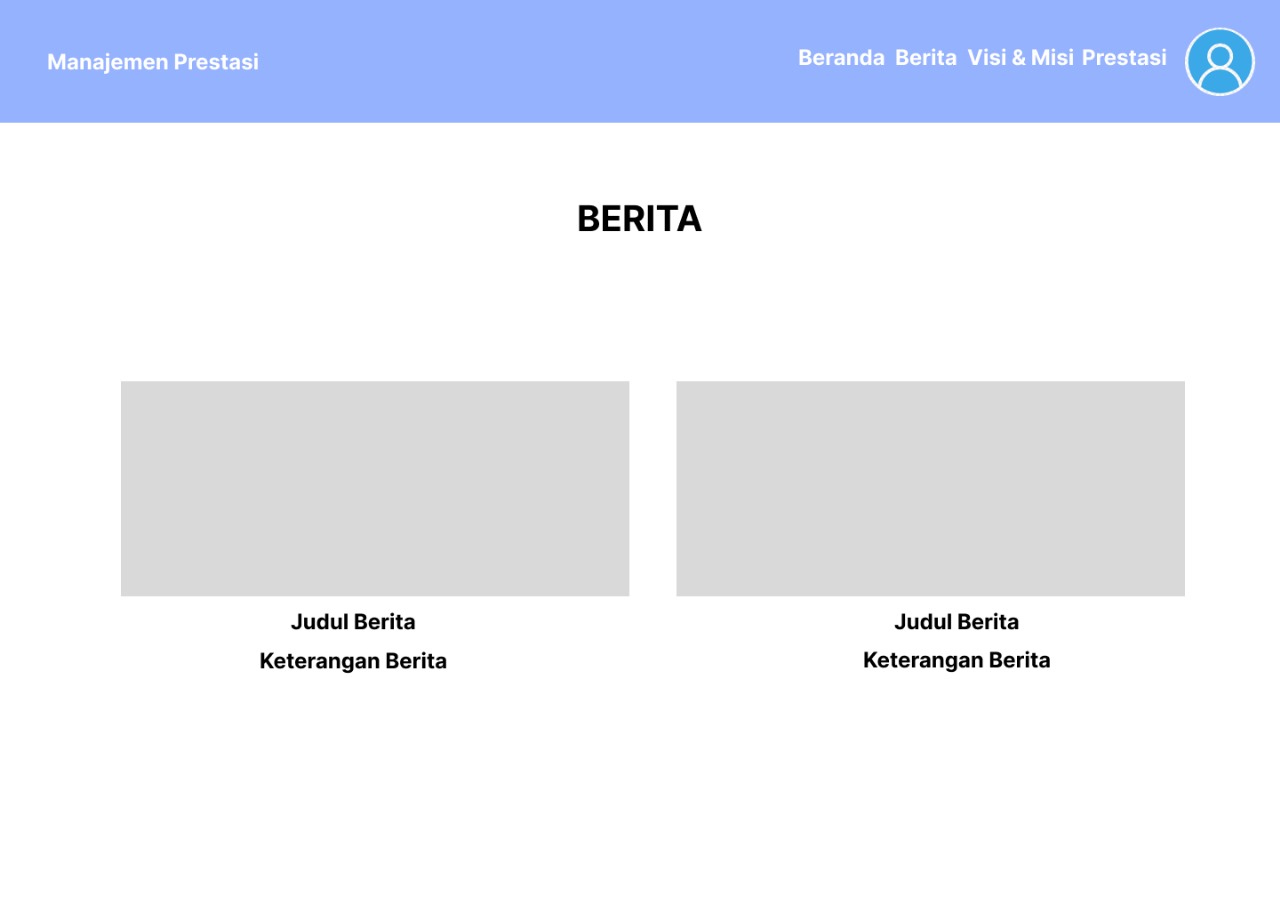 Manajemen Prestasi
Beranda Berita Visi & Misi Prestasi
BERITA
Judul Berita
Keterangan Berita
Judul Berita
Keterangan Berita